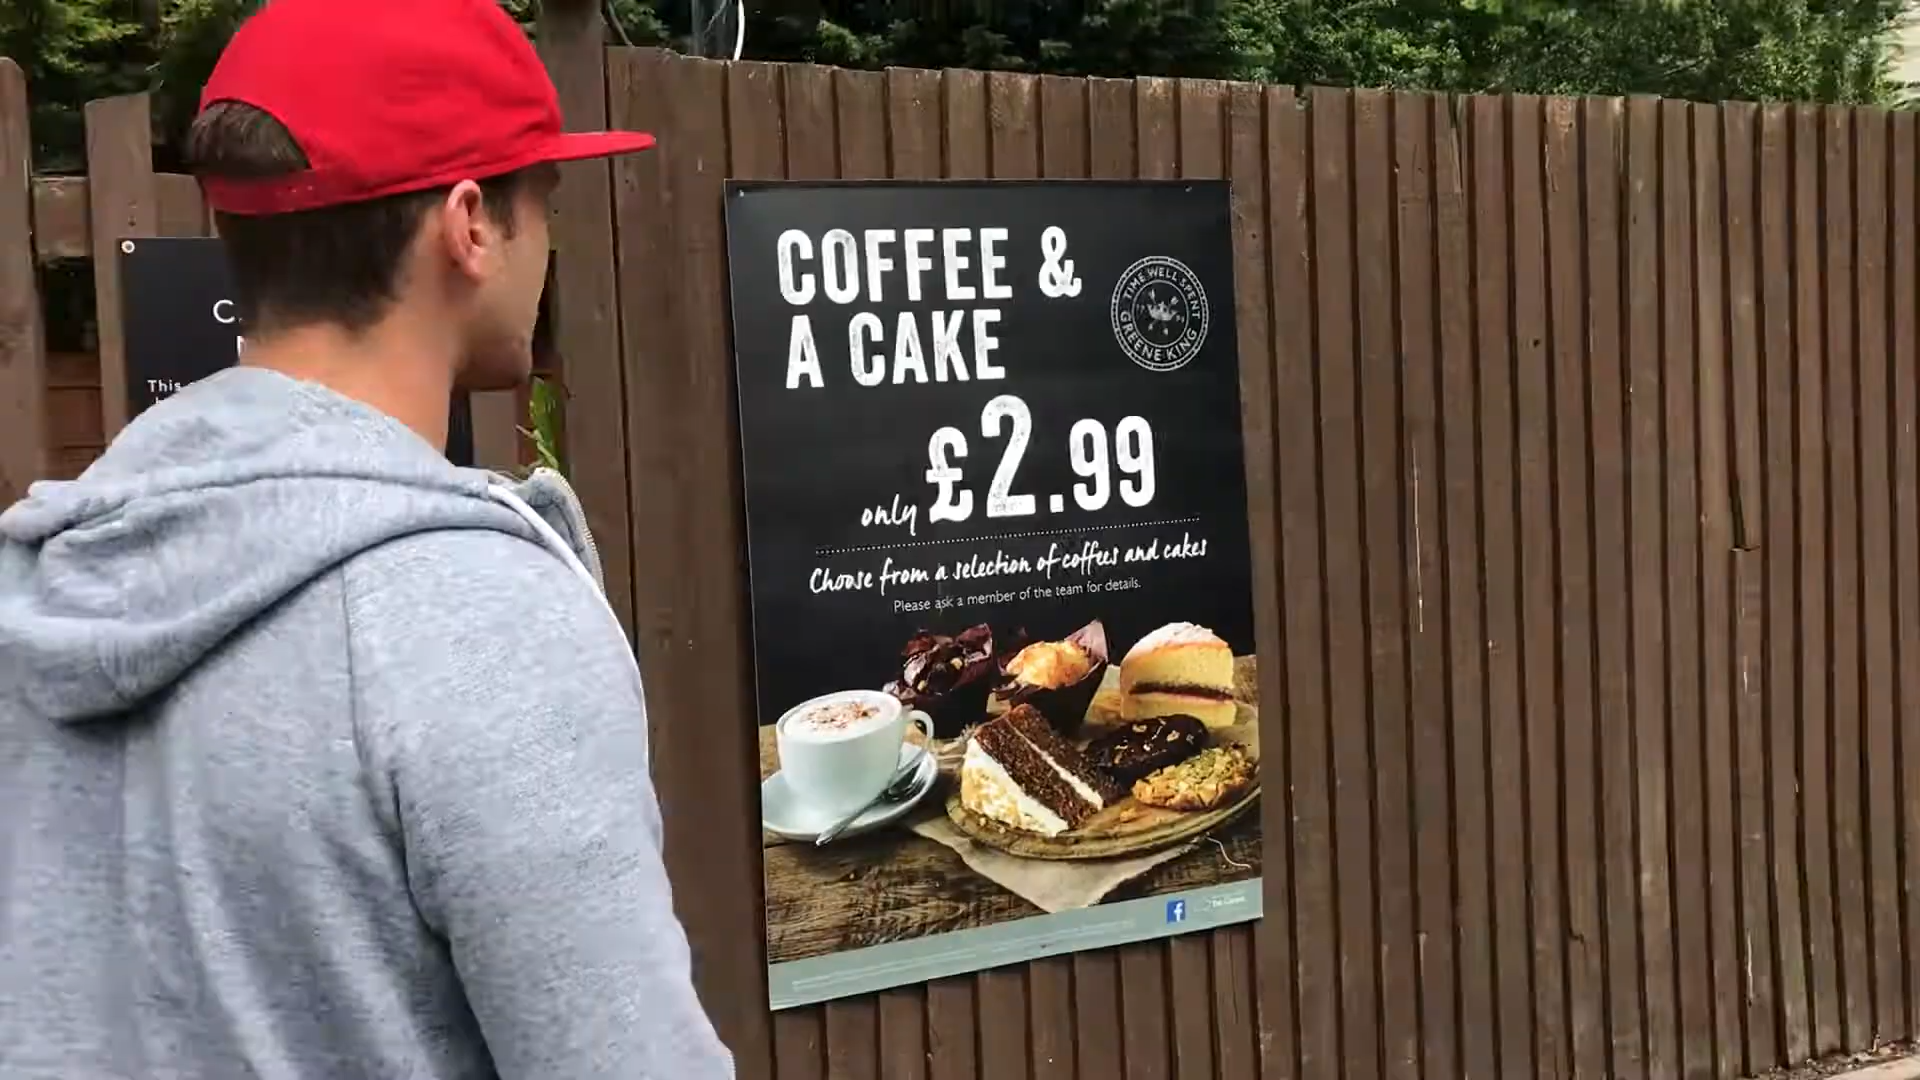 COFFEE &
A CAKE
TIME WELL SPENT
GREENE KING
only £2.99
Choose from a selection of coffees and cakes
Please ask a member of the team for details.
This